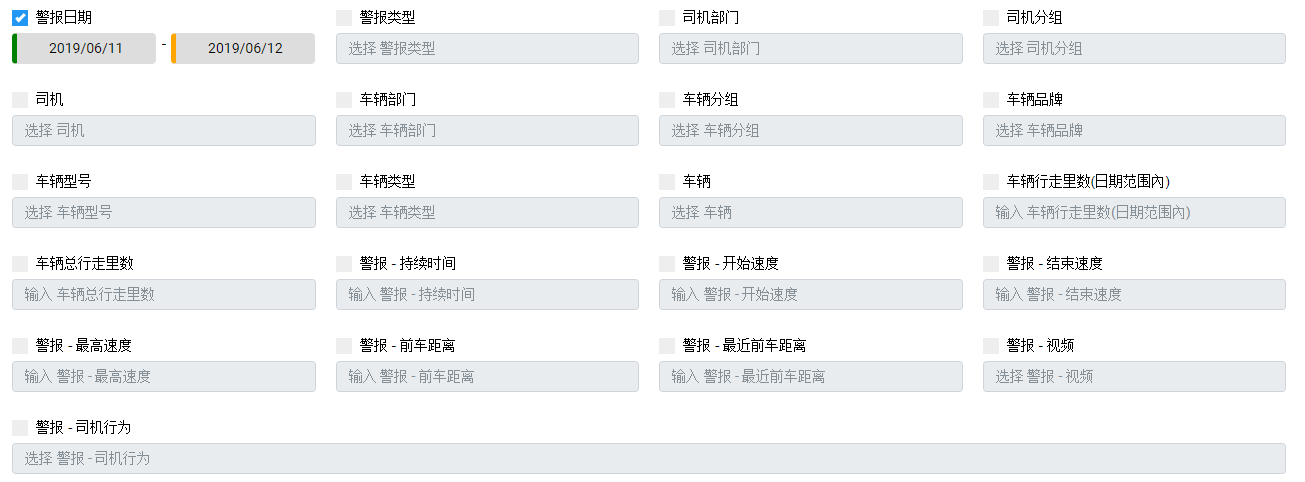 警报日期 警报类型 司机部门 司机分组
2019/06/11 - 2019/06/12 选择 警报类型 选择 司机部门 选择 司机分组
司机 车辆部门 车辆分组 车辆品牌
选择 司机 选择 车辆部门 选择 车辆分组 选择 车辆品牌
车辆型号 车辆类型 车辆 车辆行走里数(日期范围內)
选择 车辆型号 选择 车辆类型 选择 车辆 输入 车辆行走里数(日期范围內)
车辆总行走里数 警报 - 持续时间 警报 - 开始速度 警报 - 结束速度
输入 车辆总行走里数 输入 警报 - 持续时间 输入 警报 - 开始速度 输入 警报 - 结束速度
警报 - 最高速度 警报 - 前车距离 警报 - 最近前车距离 警报 - 视频
输入 警报 - 最高速度 输入 警报 - 前车距离 输入 警报 - 最近前车距离 选择 警报 - 视频
警报 - 司机行为
选择 警报 - 司机行为